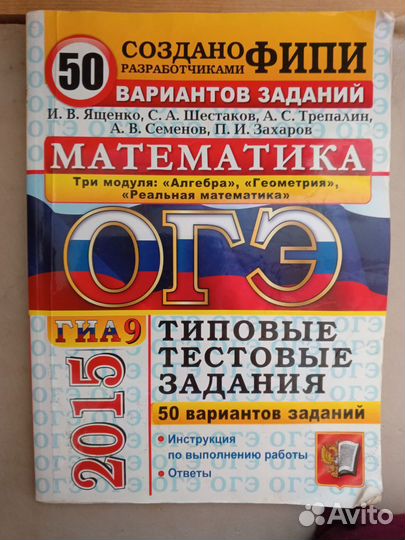 50
СОЗДАНО
РАЗРАБОТЧИКАМИ
ФИПИ
ВАРИАНТОВ ЗАДАНИЙ
И. В. Ященко, С. А. Шестаков, А. С. Трепалин,
А. В. Семенов, П. И. Захаров
МАТЕМАТИКА
Три модуля: «Алгебра», «Геометрия»,
«Реальная математика»
ОГЭ
ГИА 9
2015
ТИПОВЫЕ
ТЕСТОВЫЕ
ЗАДАНИЯ
50 вариантов заданий
• Инструкция
по выполнению работы
• Ответы
Avito